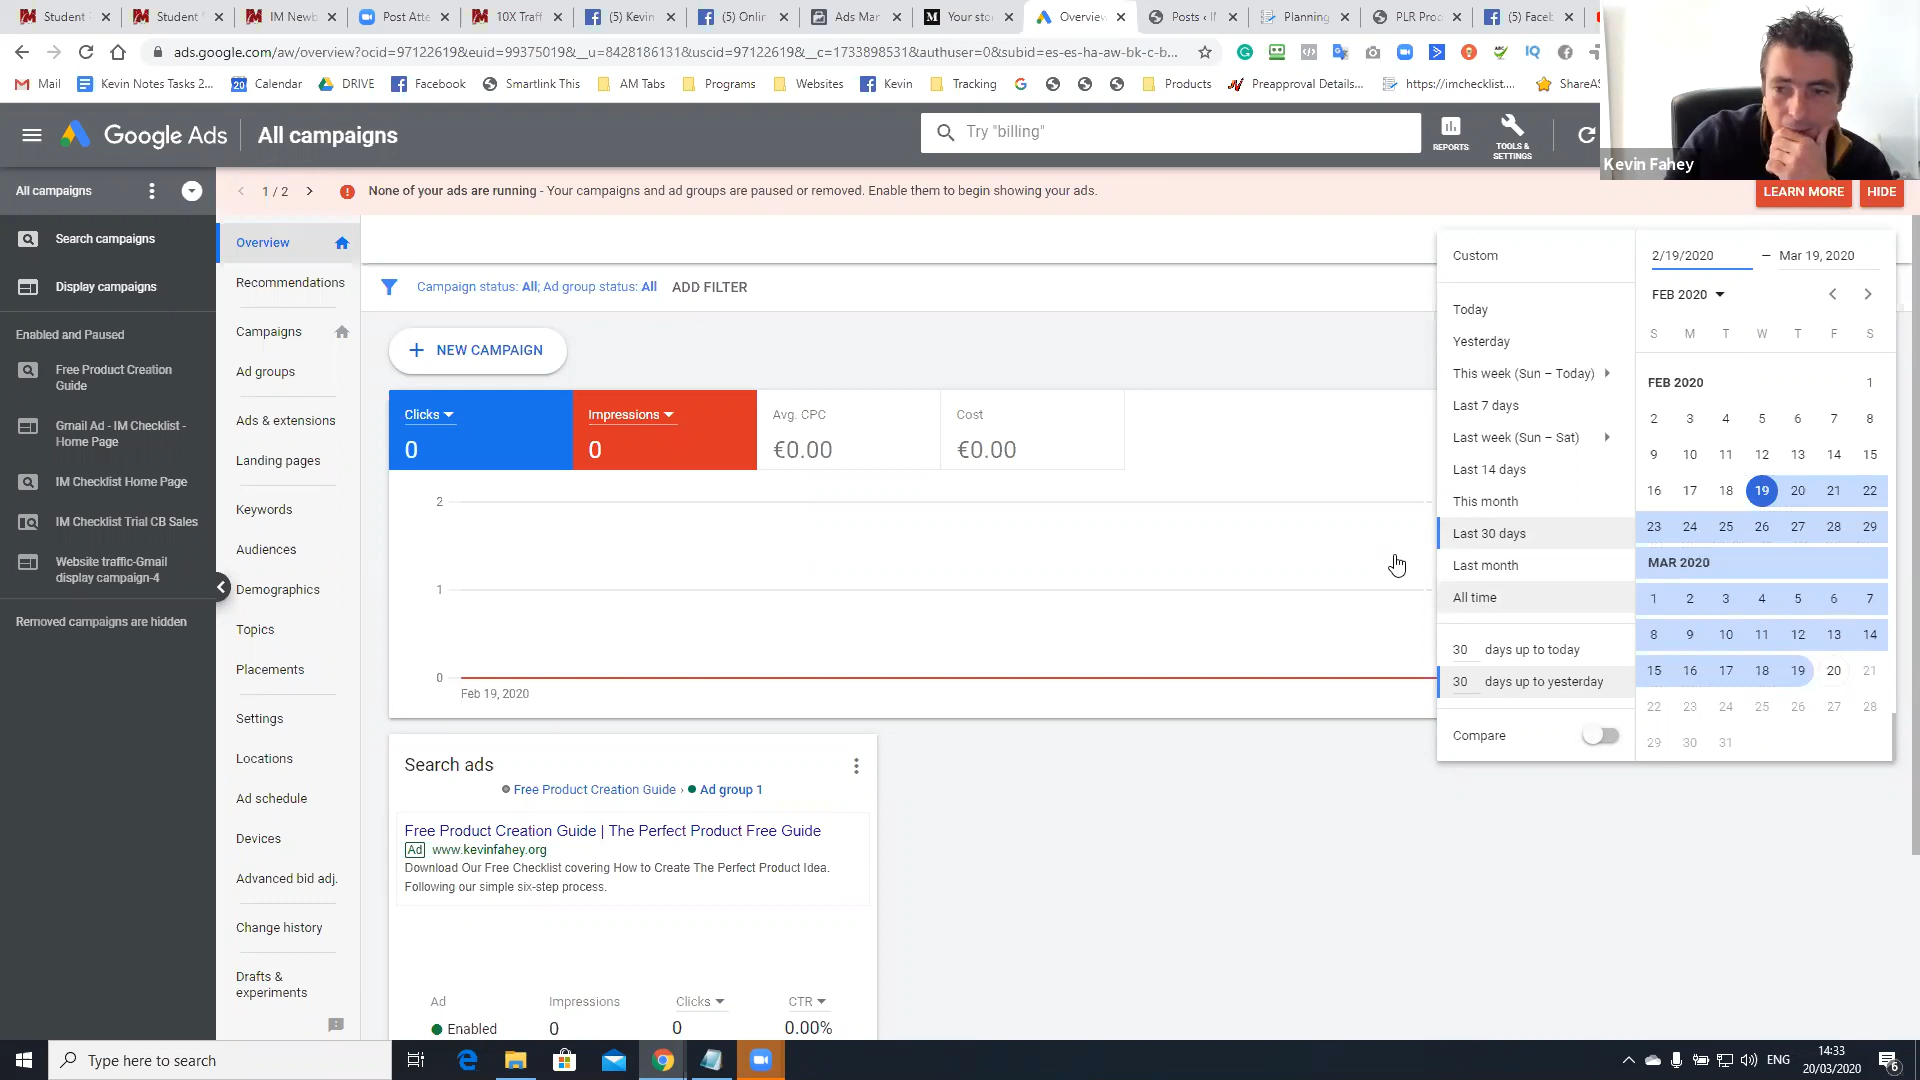 Student
Student
IM Newb
Post Atte
10X Traff
(5) Kevin
(5) Onlin
Ads Mar
Your sto
Overview
Posts ‹ I
Planning
PLR Prod
(5) Faceb
ads.google.com/aw/overview?ocid=97122619&euid=99375019&__u=8428186131&uscid=97122619&__c=1733898531&authuser=0&subid=es-es-ha-aw-bk-c-b...
Mail
Kevin Notes Tasks 2...
Calendar
DRIVE
Facebook
Smartlink This
AM Tabs
Programs
Websites
Kevin
Tracking
Products
Preapproval Details...
https://imchecklist....
ShareAS
Google Ads
All campaigns
Try "billing"
REPORTS
TOOLS &
SETTINGS
Kevin Fahey
All campaigns
1 / 2
None of your ads are running - Your campaigns and ad groups are paused or removed. Enable them to begin showing your ads.
LEARN MORE
HIDE
Search campaigns
Display campaigns
Enabled and Paused
Free Product Creation
Guide
Gmail Ad - IM Checklist -
Home Page
IM Checklist Home Page
IM Checklist Trial CB Sales
Website traffic-Gmail
display campaign-4
Removed campaigns are hidden
Overview
Recommendations
Campaigns
Ad groups
Ads & extensions
Landing pages
Keywords
Audiences
Demographics
Topics
Placements
Settings
Locations
Ad schedule
Devices
Advanced bid adj.
Change history
Drafts &
experiments
Campaign status: All; Ad group status: All
ADD FILTER
NEW CAMPAIGN
Clicks
0
Impressions
0
Avg. CPC
€0.00
Cost
€0.00
2
1
0
Feb 19, 2020
Search ads
Free Product Creation Guide › Ad group 1
Free Product Creation Guide | The Perfect Product Free Guide
Ad www.kevinfahey.org
Download Our Free Checklist covering How to Create The Perfect Product Idea.
Following our simple six-step process.
Ad Impressions Clicks CTR
Enabled 0 0 0.00%
Custom
Today
Yesterday
This week (Sun – Today)
Last 7 days
Last week (Sun – Sat)
Last 14 days
This month
Last 30 days
Last month
All time
30 days up to today
30 days up to yesterday
Compare
2/19/2020 – Mar 19, 2020
FEB 2020
S M T W T F S
FEB 2020 1
2 3 4 5 6 7 8
9 10 11 12 13 14 15
16 17 18 19 20 21 22
23 24 25 26 27 28 29
MAR 2020
1 2 3 4 5 6 7
8 9 10 11 12 13 14
15 16 17 18 19 20 21
22 23 24 25 26 27 28
29 30 31
Type here to search
ENG
14:33
20/03/2020
6